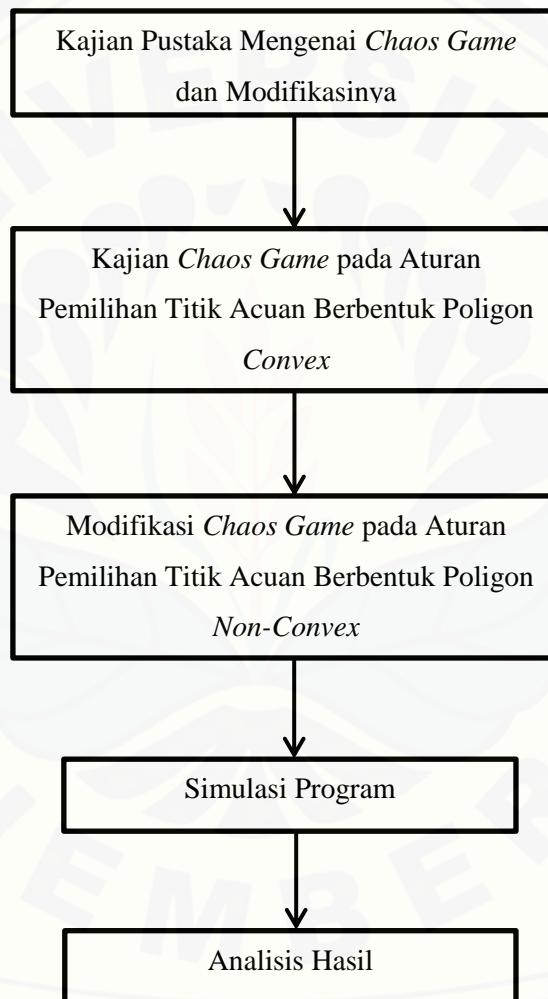 Kajian Pustaka Mengenai Chaos Game
dan Modifikasinya
Kajian Chaos Game pada Aturan
Pemilihan Titik Acuan Berbentuk Poligon
Convex
Modifikasi Chaos Game pada Aturan
Pemilihan Titik Acuan Berbentuk Poligon
Non-Convex
Simulasi Program
Analisis Hasil